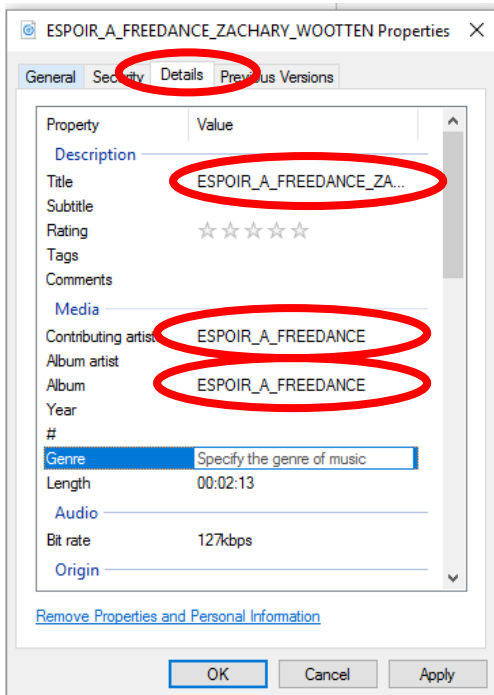 ESPOIR_A_FREEDANCE_ZACHARY_WOOTTEN Properties
General Security Details Previous Versions
Property Value
Description
Title ESPOIR_A_FREEDANCE_ZA...
Subtitle
Rating
Tags
Comments
Media
Contributing artist ESPOIR_A_FREEDANCE
Album artist
Album ESPOIR_A_FREEDANCE
Year
#
Genre Specify the genre of music
Length 00:02:13
Audio
Bit rate 127kbps
Origin
Remove Properties and Personal Information
OK Cancel Apply